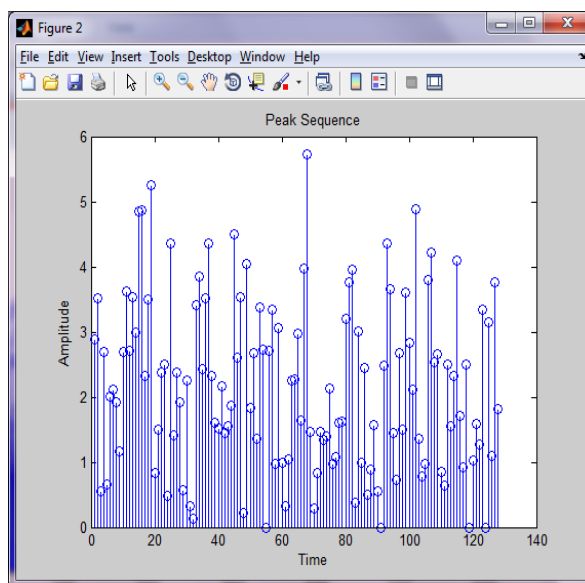 Figure 2
File Edit View Insert Tools Desktop Window Help
Peak Sequence
6
5
4
3
2
1
0
Amplitude
0 20 40 60 80 100 120 140
Time